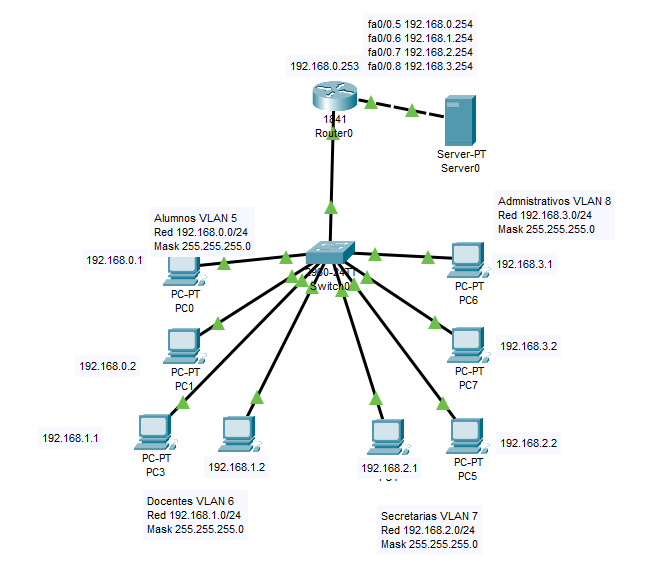 fa0/0.5 192.168.0.254
fa0/0.6 192.168.1.254
fa0/0.7 192.168.2.254
192.168.0.253 fa0/0.8 192.168.3.254
1841
Router0
Server-PT
Server0
Admnistrativos VLAN 8
Red 192.168.3.0/24
Mask 255.255.255.0
Alumnos VLAN 5
Red 192.168.0.0/24
Mask 255.255.255.0
192.168.0.1
PC-PT
PC0
Switch0
PC-PT
PC6
192.168.3.1
192.168.0.2
PC-PT
PC1
PC-PT
PC7
192.168.3.2
192.168.1.1
PC-PT
PC3
192.168.1.2
192.168.2.1
PC-PT
PC5
192.168.2.2
Docentes VLAN 6
Red 192.168.1.0/24
Mask 255.255.255.0
Secretarias VLAN 7
Red 192.168.2.0/24
Mask 255.255.255.0